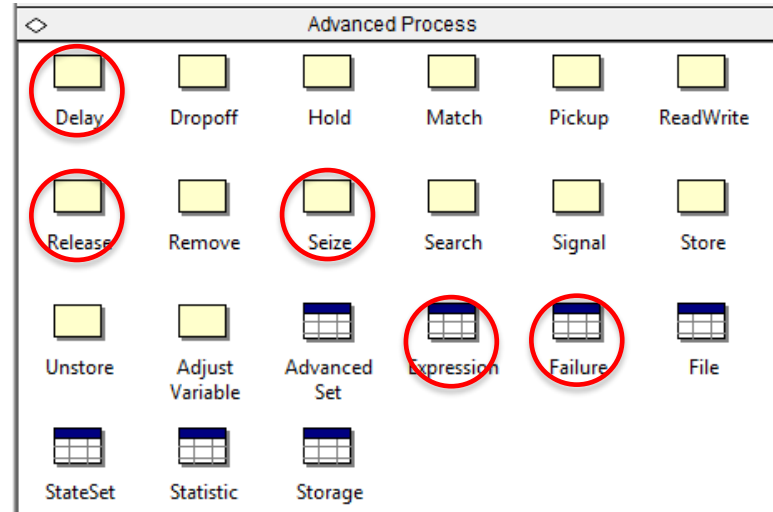 Advanced Process
Delay Dropoff Hold Match Pickup ReadWrite
Release Remove Seize Search Signal Store
Unstore Adjust Advanced Expression Failure File
Variable Set
StateSet Statistic Storage